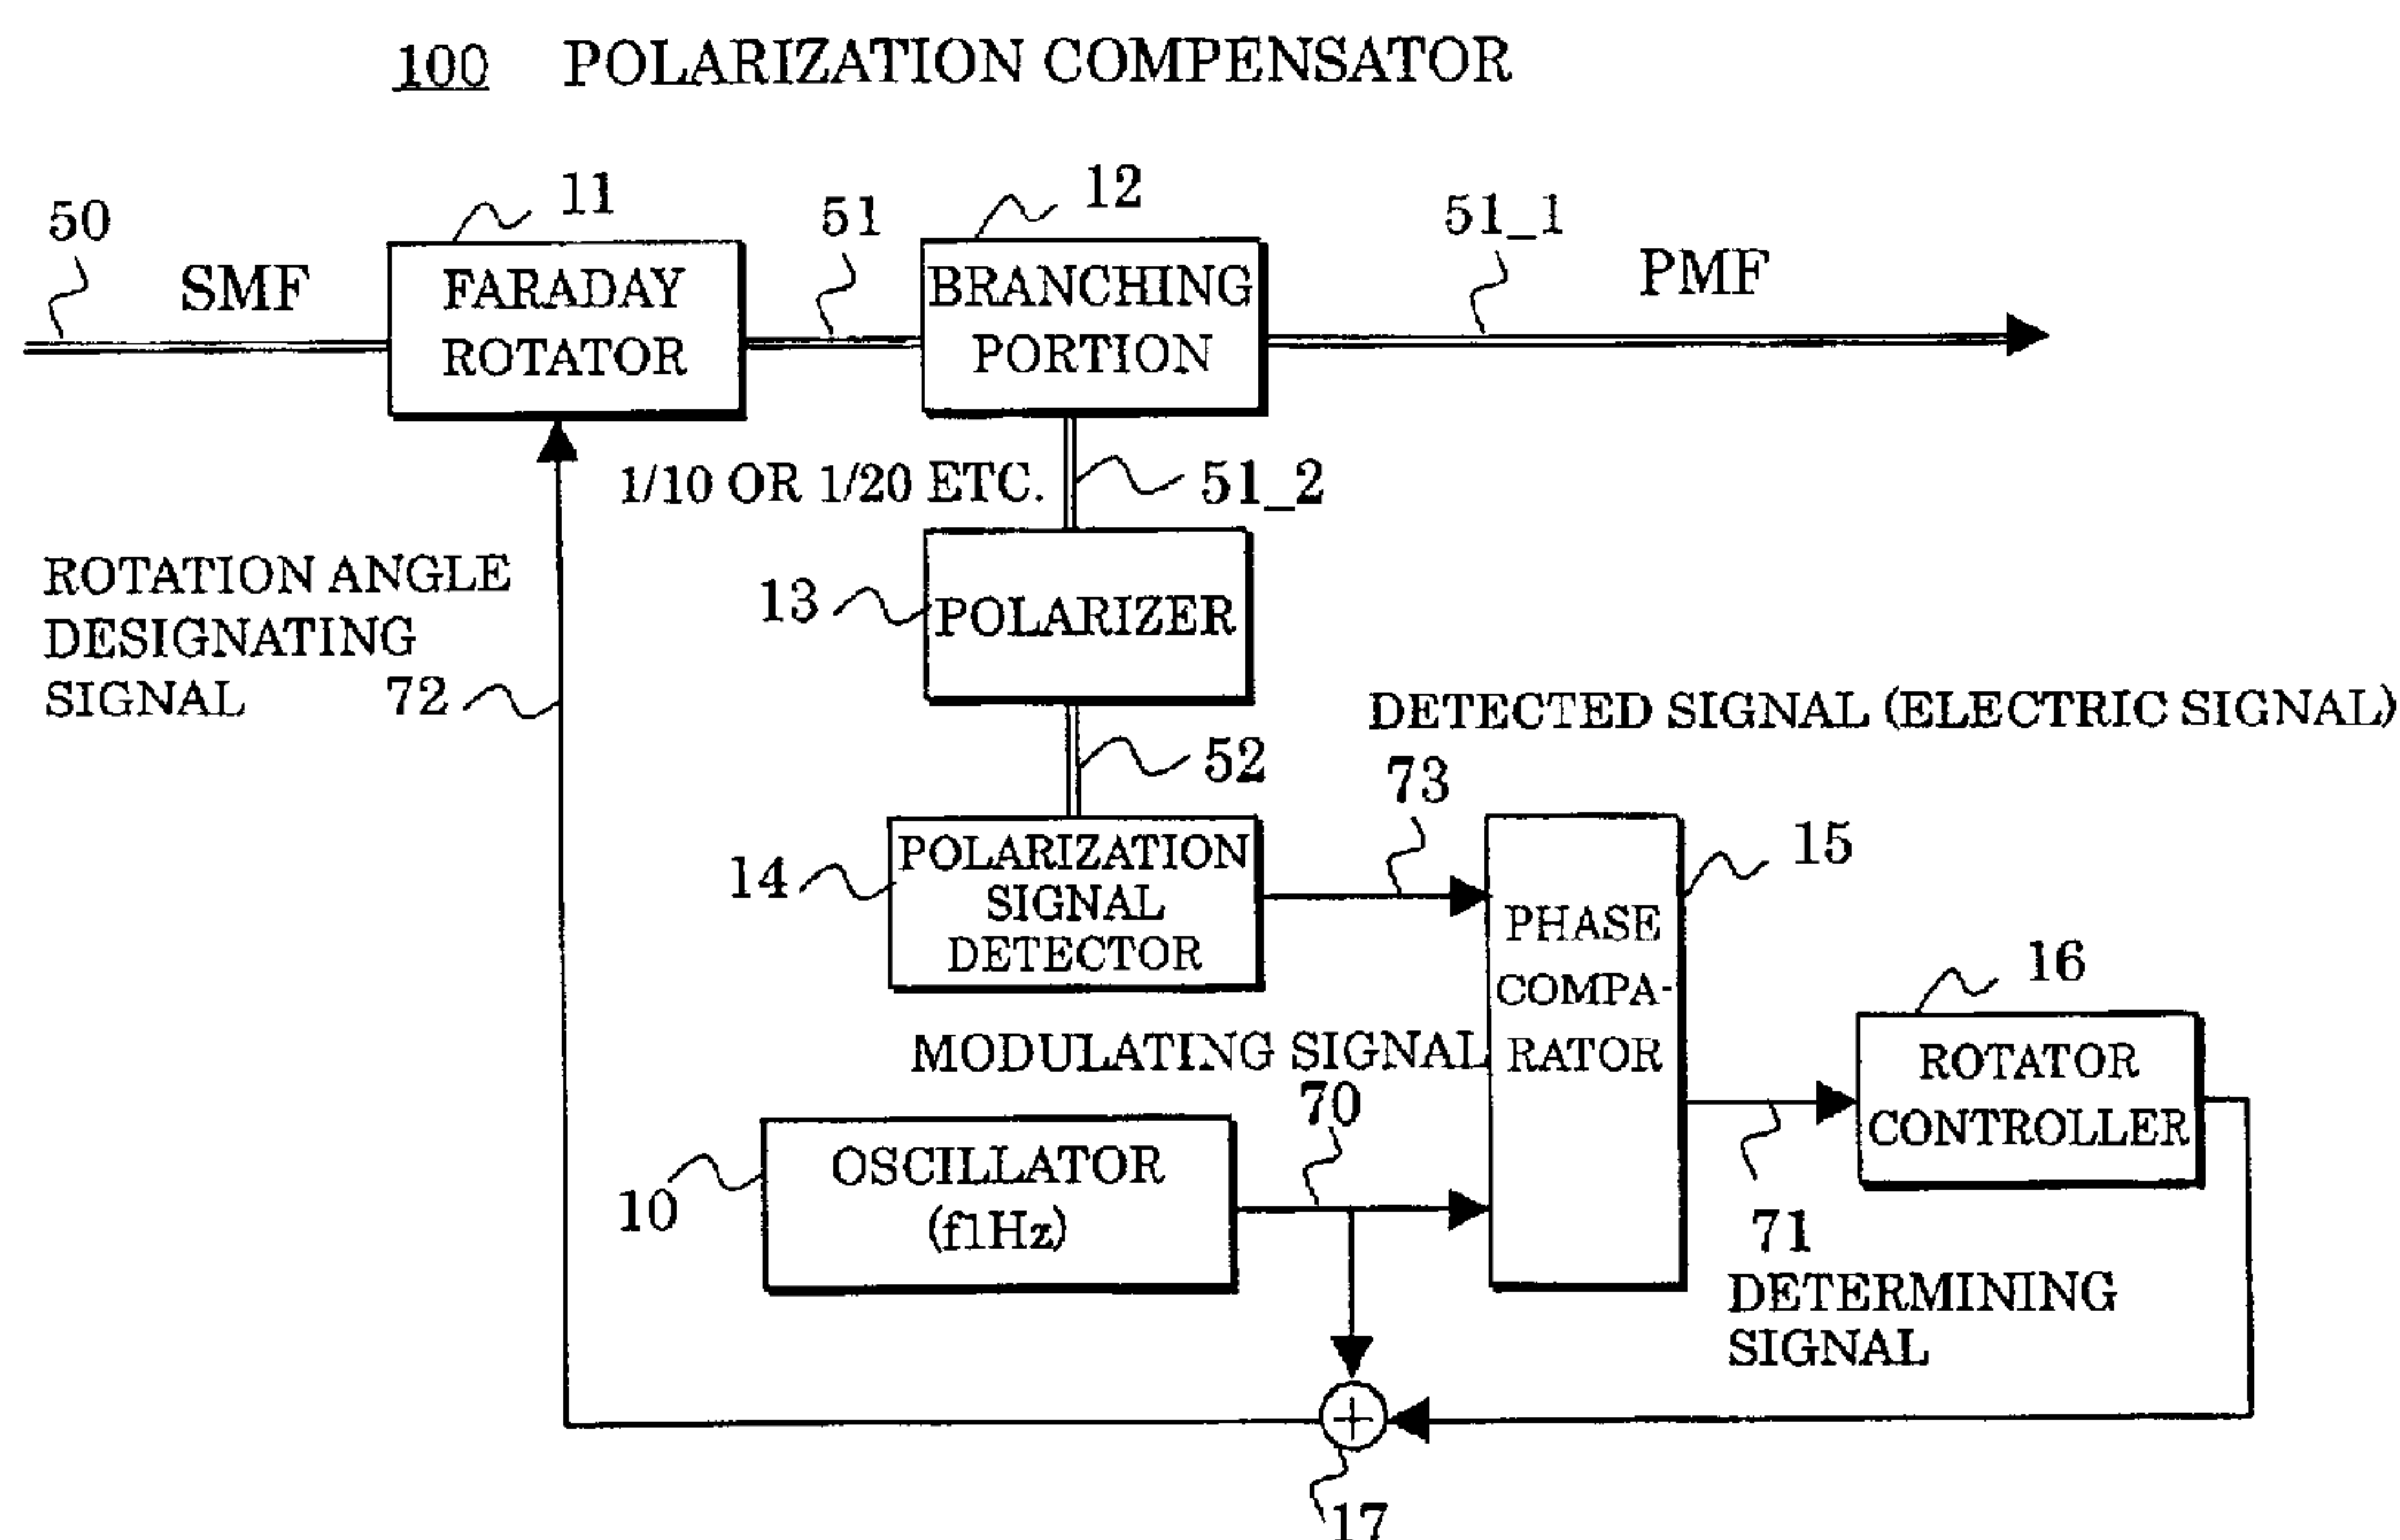 100 POLARIZATION COMPENSATOR
50
SMF
11
FARADAY
ROTATOR
51
12
BRANCHING
PORTION
51_1
PMF
1/10 OR 1/20 ETC.
51_2
ROTATION ANGLE
DESIGNATING
SIGNAL 72
13
POLARIZER
52
DETECTED SIGNAL (ELECTRIC SIGNAL)
73
14
POLARIZATION
SIGNAL
DETECTOR
15
PHASE
COMPA-
RATOR
MODULATING SIGNAL
70
16
ROTATOR
CONTROLLER
10
OSCILLATOR
(f1Hz)
71
DETERMINING
SIGNAL
+
17